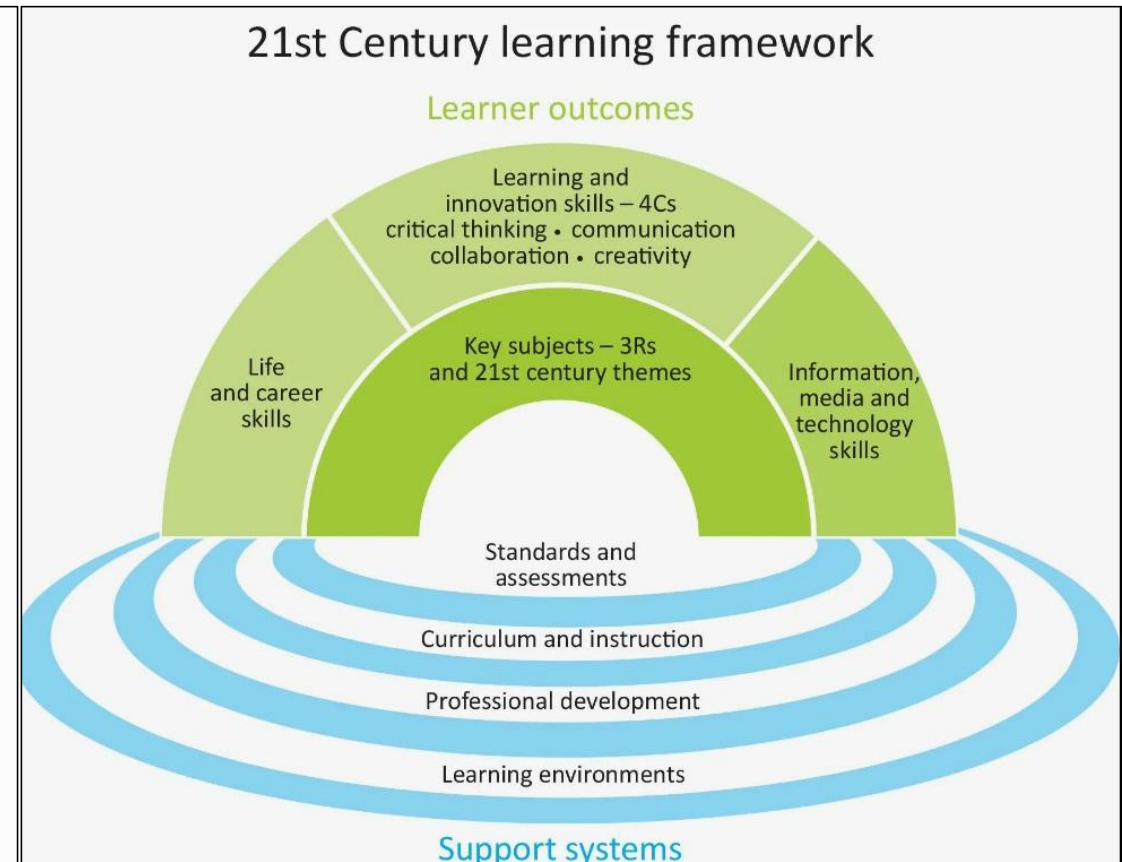 21st Century learning framework
Learner outcomes
Learning and
innovation skills – 4Cs
critical thinking • communication
collaboration • creativity
Key subjects – 3Rs
and 21st century themes
Life
and career
skills
Information,
media and
technology
skills
Standards and
assessments
Curriculum and instruction
Professional development
Learning environments
Support systems